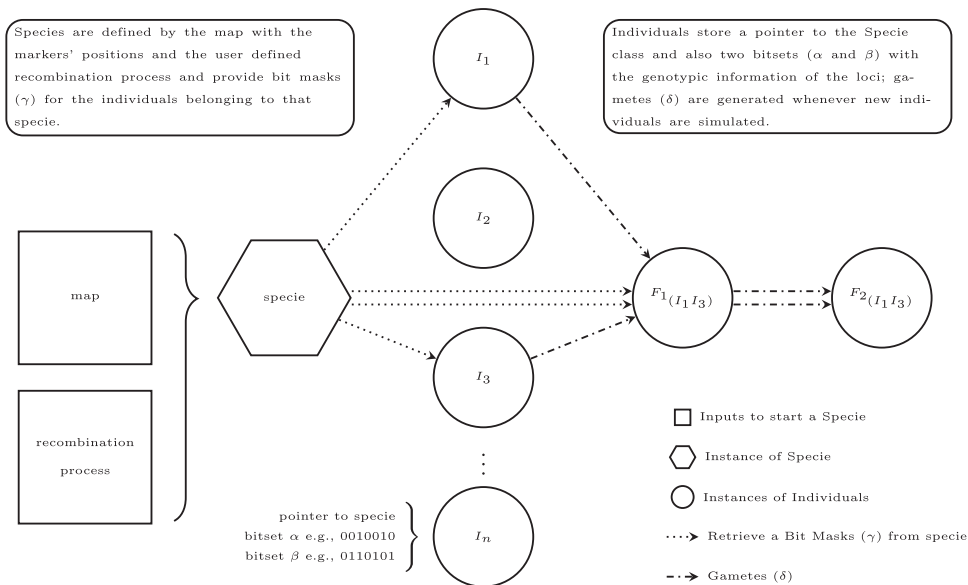 Species are defined by the map with the
markers' positions and the user defined
recombination process and provide bit masks
(γ) for the individuals belonging to that
specie.
Individuals store a pointer to the Specie
class and also two bitsets (α and β) with
the genotypic information of the loci; ga-
metes (δ) are generated whenever new indi-
viduals are simulated.
I1
I2
map
specie
F1(I1I3)
F2(I1I3)
I3
recombination
process
Inputs to start a Specie
Instance of Specie
Instances of Individuals
Retrieve a Bit Masks (γ) from specie
Gametes (δ)
⋮
pointer to specie
bitset α e.g., 0010010
bitset β e.g., 0110101
In